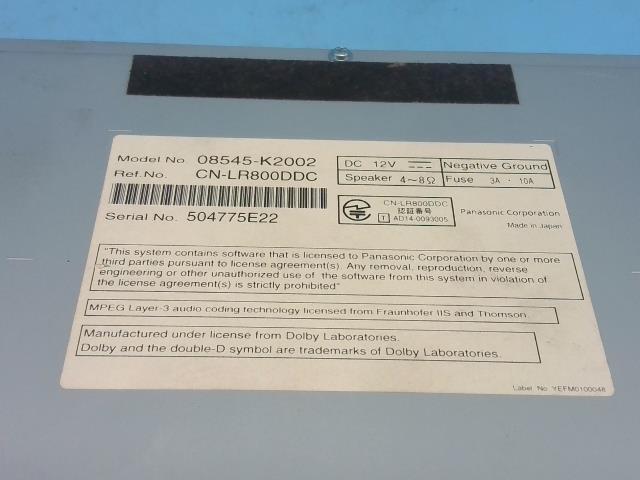 Model No. 08545-K2002
Ref.No. CN-LR800DDC
Serial No. 504775E22
DC 12V Negative Ground
Speaker 4~8Ω Fuse 3A · 10A
CN-LR800DDC
認証番号
T AD14-0093005
Panasonic Corporation
Made in Japan
"This system contains software that is licensed to Panasonic Corporation by one or more
third parties pursuant to license agreement(s). Any removal, reproduction, reverse
engineering or other unauthorized use of the software from this system in violation of
the license agreement(s) is strictly prohibited"
MPEG Layer-3 audio coding technology licensed from Fraunhofer IIS and Thomson.
Manufactured under license from Dolby Laboratories.
Dolby and the double-D symbol are trademarks of Dolby Laboratories.
Label No. YEFM0100048